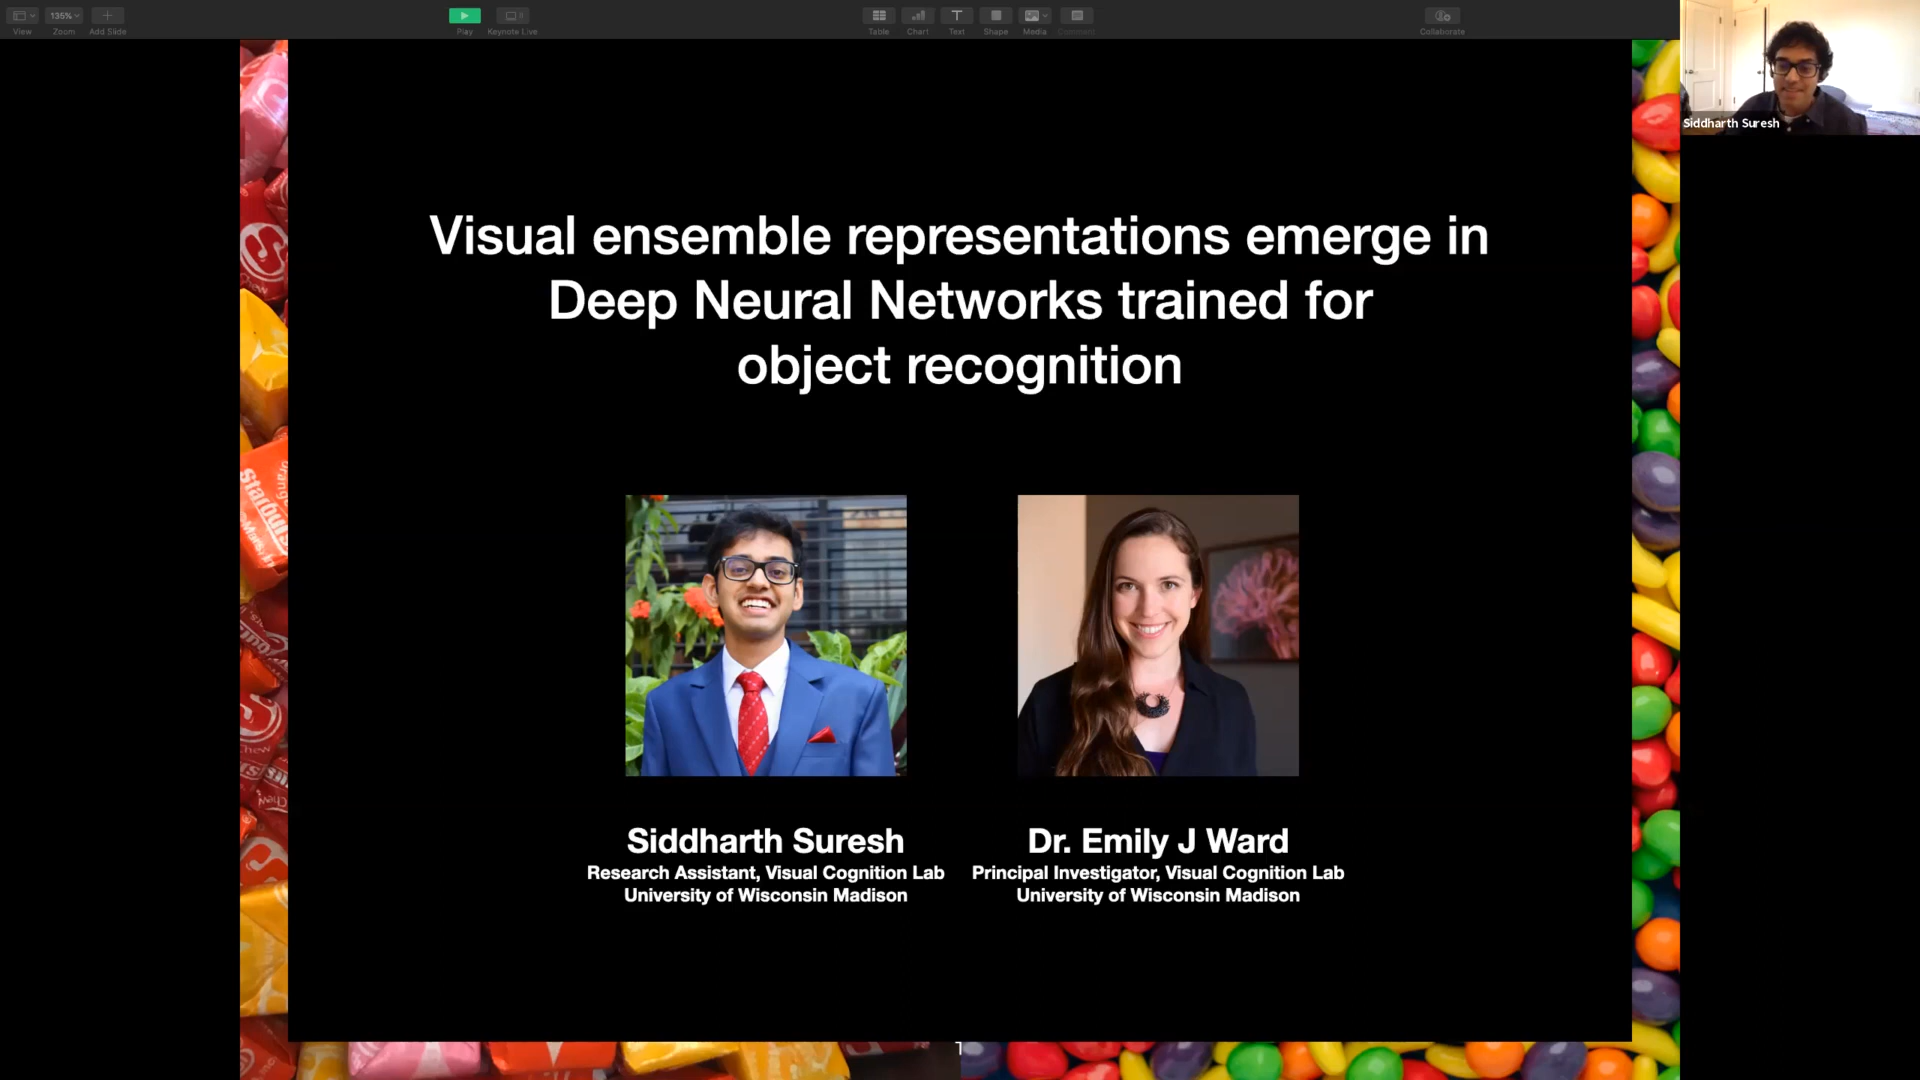 135%
View
Zoom
Add Slide
Play
Keynote Live
Table
Chart
Text
Shape
Media
Comment
Collaborate
Siddharth Suresh
Visual ensemble representations emerge in
Deep Neural Networks trained for
object recognition
Siddharth Suresh
Research Assistant, Visual Cognition Lab
University of Wisconsin Madison
Dr. Emily J Ward
Principal Investigator, Visual Cognition Lab
University of Wisconsin Madison